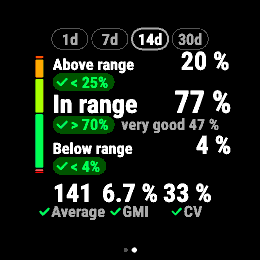 1d 7d 14d 30d
Above range 20 %
< 25%
In range 77 %
> 70% very good 47 %
Below range 4 %
< 4%
141 6.7 % 33 %
Average GMI CV